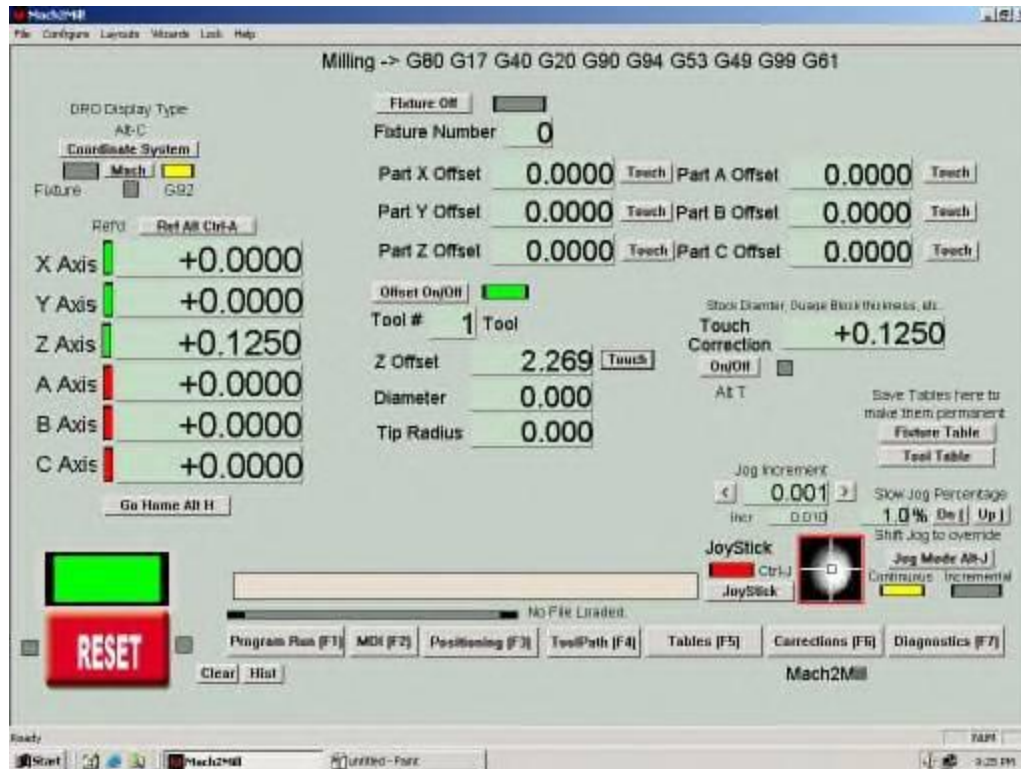 Mach2Mill
File Configure Layouts Wizards Look Help
Milling -> G80 G17 G40 G20 G90 G94 G53 G49 G99 G61
DRO Display Type
Alt-C
Coordinate System
Mach
Fixture G92
Fixture Off
Fixture Number 0
Part X Offset 0.0000 Touch Part A Offset 0.0000 Touch
Part Y Offset 0.0000 Touch Part B Offset 0.0000 Touch
Part Z Offset 0.0000 Touch Part C Offset 0.0000 Touch
Ref'd Ref All Ctrl-A
X Axis +0.0000
Y Axis +0.0000
Z Axis +0.1250
A Axis +0.0000
B Axis +0.0000
C Axis +0.0000
Go Home Alt H
Offset On/Off
Tool # 1 Tool
Z Offset 2.269 Touch
Diameter 0.000
Tip Radius 0.000
Stock Diamter, Guage Block thickness, etc.
Touch Correction +0.1250
On/Off
Alt T
Save Tables here to
make them permanent
Fixture Table
Tool Table
Jog Increment
< 0.001 >
Incr 0.010
Slow Jog Percentage
1.0 % Dn [ Up ]
Shift Jog to override
Jog Mode Alt-J
Continuous Incremental
JoyStick
Ctrl-J
JoyStick
No File Loaded.
RESET
Program Run (F1) MDI (F2) Positioning (F3) ToolPath (F4) Tables (F5) Corrections (F6) Diagnostics (F7)
Clear Hist
Mach2Mill
Ready
NUM
Start Mach2Mill untitled - Paint 9:25 PM